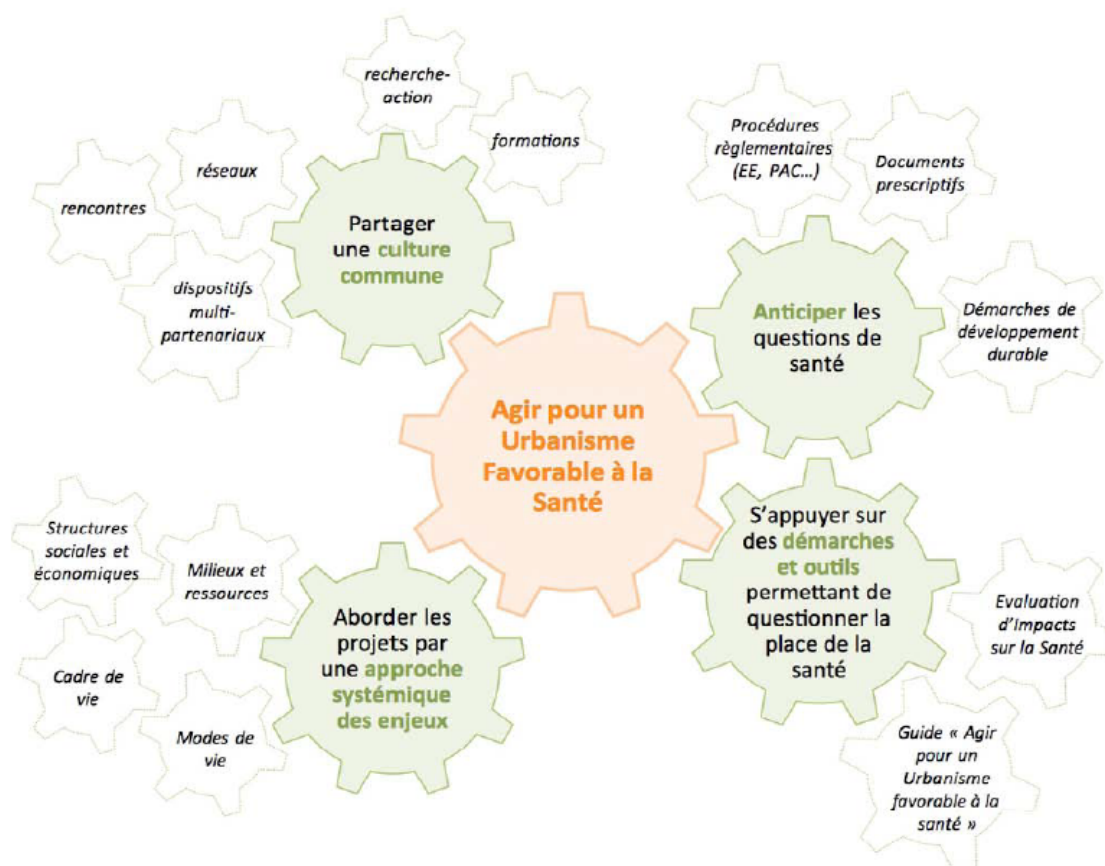 recherche-
action
formations
réseaux
rencontres
dispositifs
multi-
partenariaux
Partager
une culture
commune
Procédures
règlementaires
(EE, PAC...)
Documents
prescriptifs
Démarches de
développement
durable
Anticiper les
questions de
santé
Agir pour un
Urbanisme
Favorable à la
Santé
Structures
sociales et
économiques
Milieux et
ressources
Cadre de
vie
Modes de
vie
Aborder les
projets par
une approche
systémique
des enjeux
S'appuyer sur
des démarches
et outils
permettant de
questionner la
place de la
santé
Evaluation
d'impacts
sur la Santé
Guide « Agir
pour un
Urbanisme
favorable à la
santé »